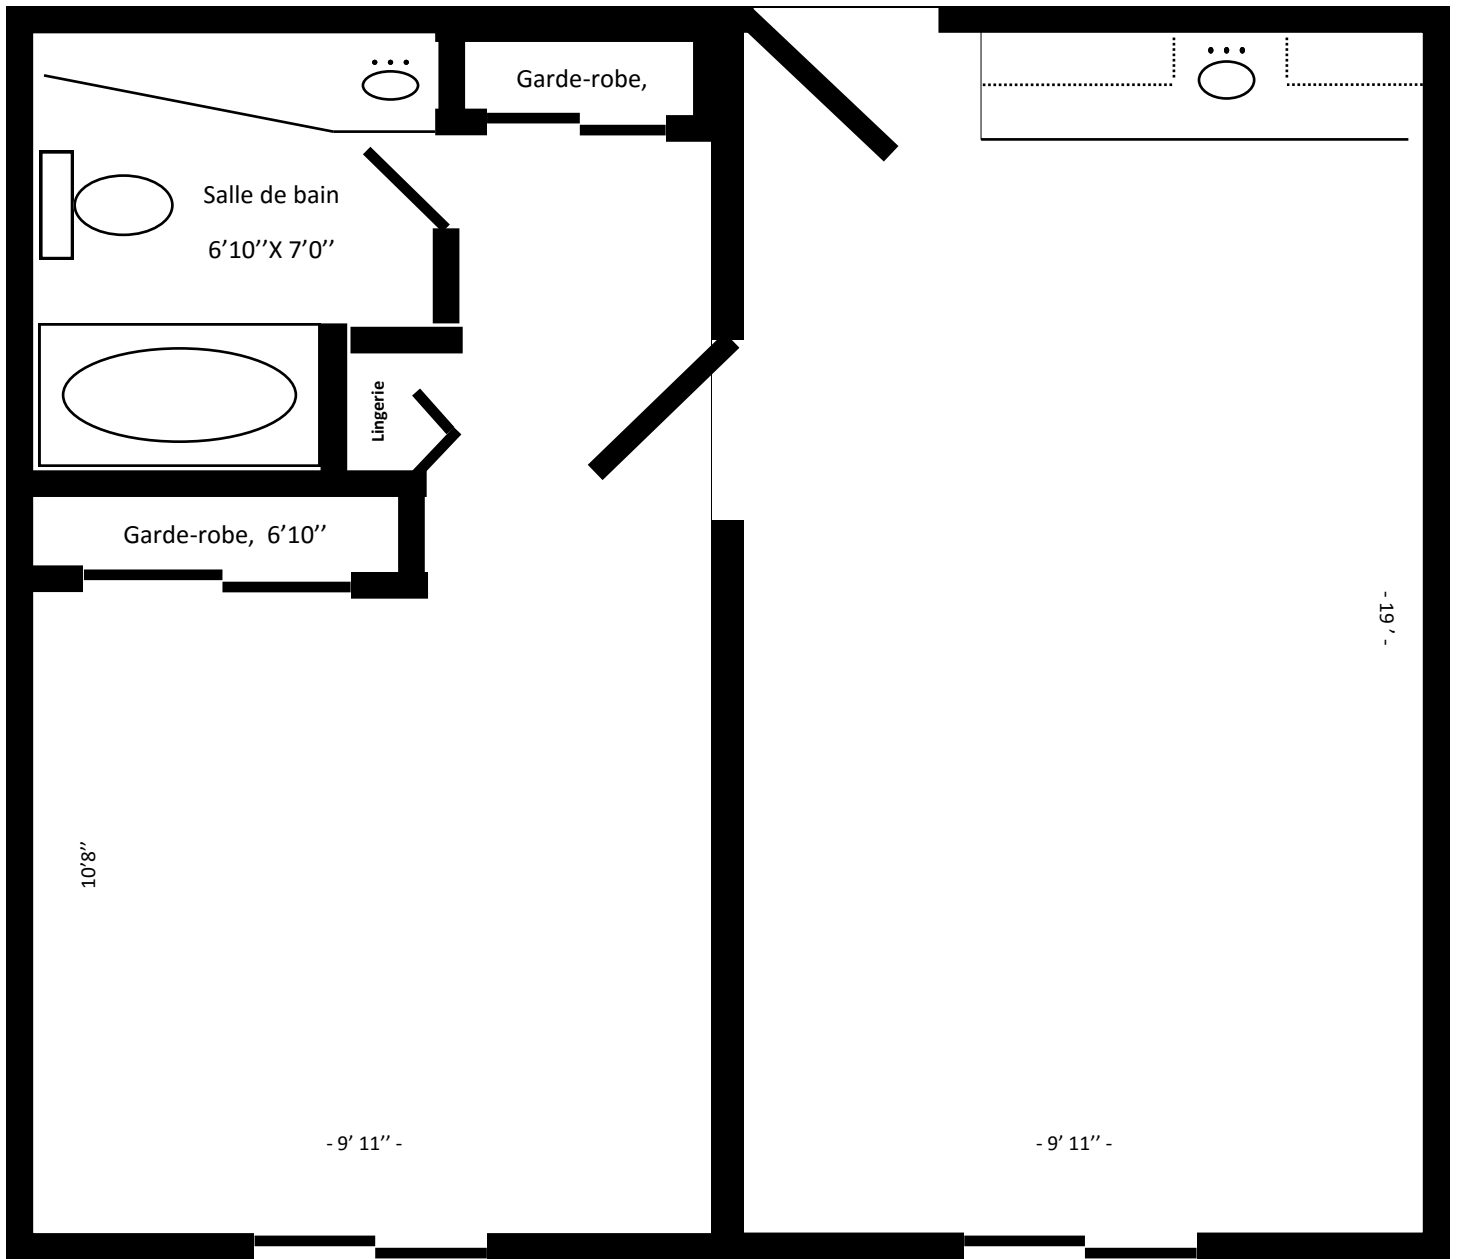 Garde-robe,
Salle de bain
6’10’’X 7’0’’
Lingerie
Garde-robe,  6’10’’
- 19 ’ -
10’8’’
- 9’ 11’’ -
- 9’ 11’’ -